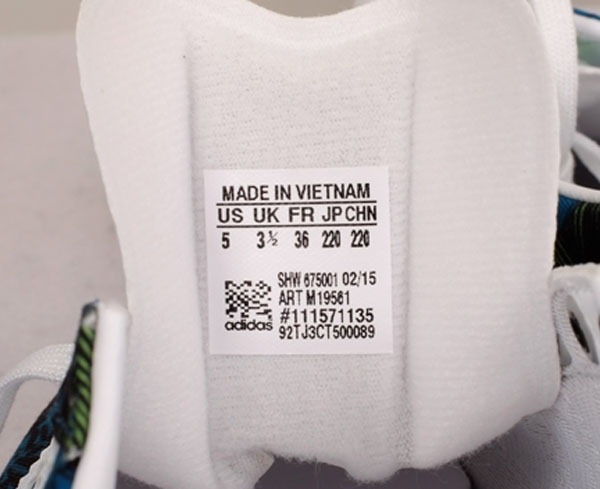 MADE IN VIETNAM
US UK FR JP CHN
5 3½ 36 220 220
SHW 675001 02/15
ART M19561
#111571135
adidas 92TJ3CT500089